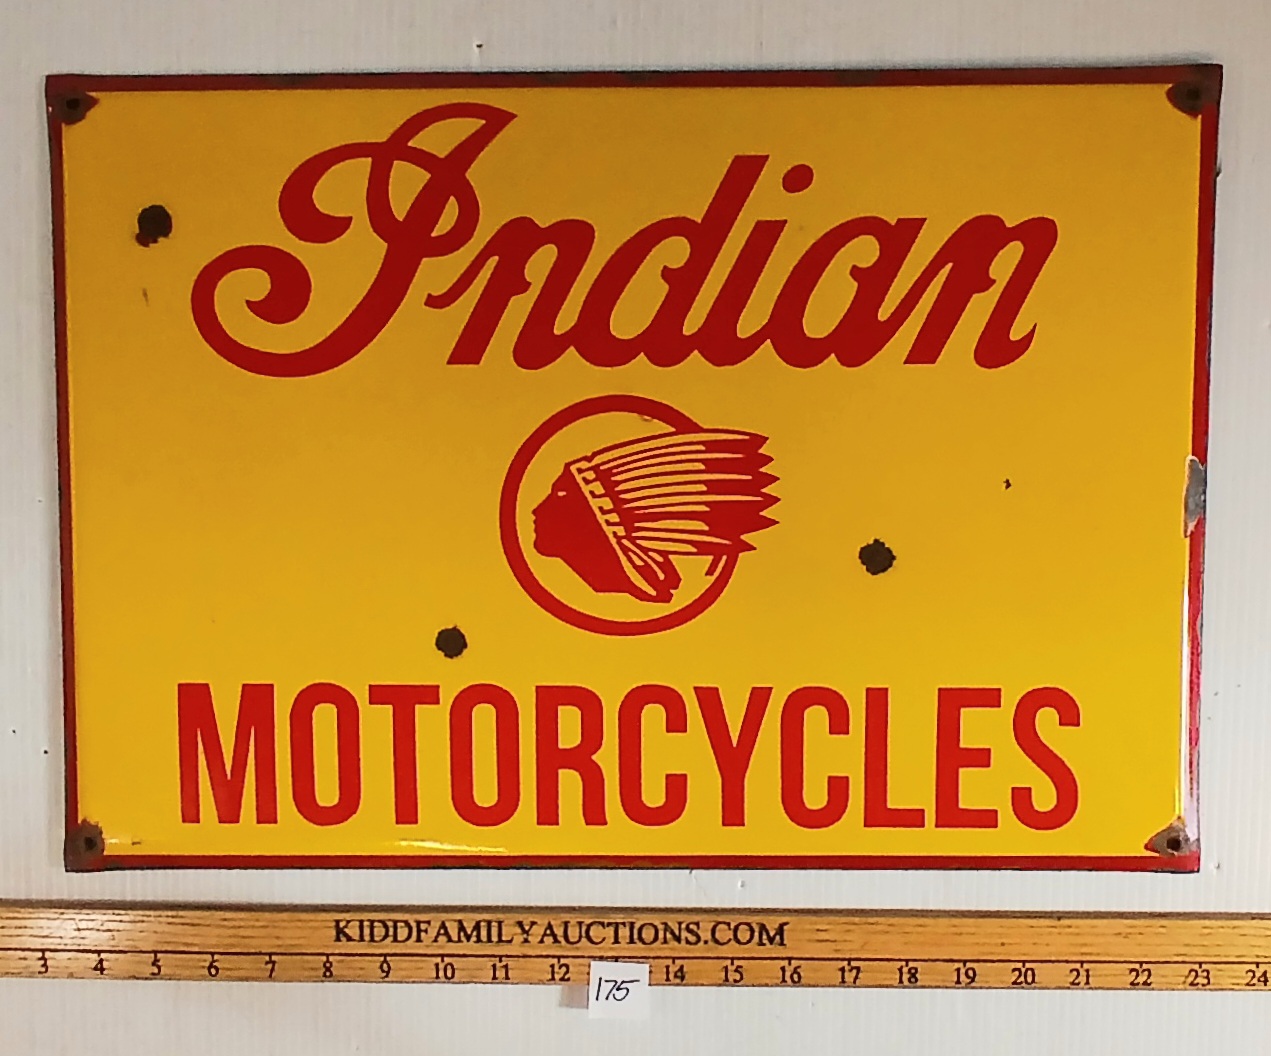 Indian
MOTORCYCLES
KIDDFAMILYAUCTIONS.COM
3 4 5 6 7 8 9 10 11 12 14 15 16 17 18 19 20 21 22 23 24
175